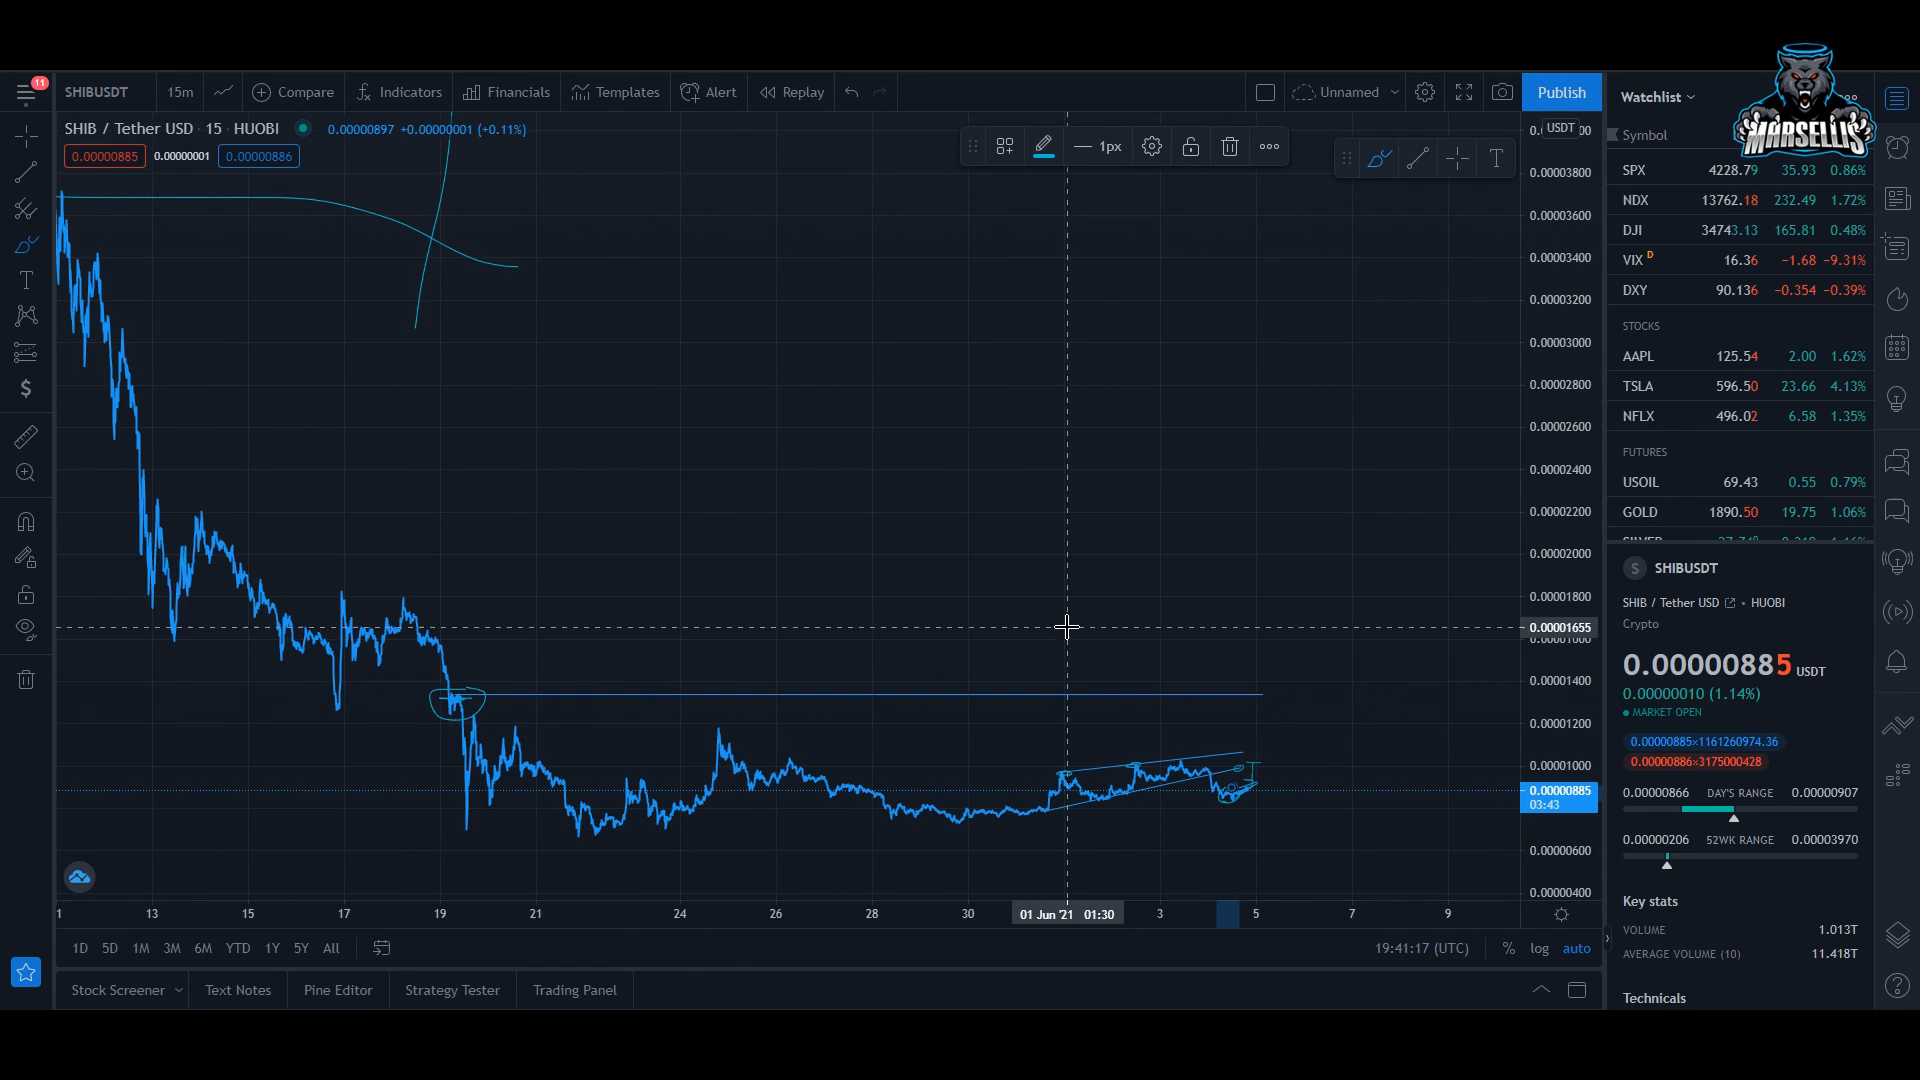 11
SHIBUSDT 15m Compare Indicators Financials Templates Alert Replay Unnamed Publish
SHIB / Tether USD · 15 · HUOBI 0.00000897 +0.00000001 (+0.11%)
0.00000885 0.00000001 0.00000886
1px
USDT
0.00003800
0.00003600
0.00003400
0.00003200
0.00003000
0.00002800
0.00002600
0.00002400
0.00002200
0.00002000
0.00001800
0.00001655
0.00001600
0.00001400
0.00001200
0.00001000
0.00000885
03:43
0.00000600
0.00000400
1 13 15 17 19 21 24 26 28 30 01 Jun '21 01:30 3 5 7 9
1D 5D 1M 3M 6M YTD 1Y 5Y All 19:41:17 (UTC) % log auto
Stock Screener Text Notes Pine Editor Strategy Tester Trading Panel
Watchlist
MARSELLIS
Symbol
SPX 4228.79 35.93 0.86%
NDX 13762.18 232.49 1.72%
DJI 34743.13 165.81 0.48%
VIX D 16.36 −1.68 −9.31%
DXY 90.136 −0.354 −0.39%
STOCKS
AAPL 125.54 2.00 1.62%
TSLA 596.50 23.66 4.13%
NFLX 496.02 6.58 1.35%
FUTURES
USOIL 69.43 0.55 0.79%
GOLD 1890.50 19.75 1.06%
S SHIBUSDT
SHIB / Tether USD • HUOBI
Crypto
0.00000885 USDT
0.00000010 (1.14%)
MARKET OPEN
0.00000885×1161260974.36
0.00000886×3175000428
0.00000866 DAY'S RANGE 0.00000907
0.00000206 52WK RANGE 0.00003970
Key stats
VOLUME 1.013T
AVERAGE VOLUME (10) 11.418T
Technicals